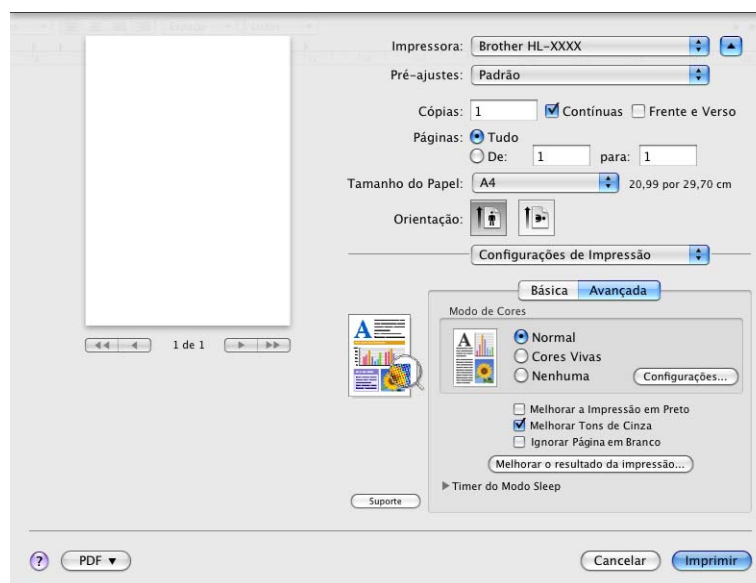 Impressora: Brother HL-XXXX
Pré-ajustes: Padrão
Cópias: 1 Contínuas Frente e Verso
Páginas: Tudo
De: 1 para: 1
Tamanho do Papel: A4 20,99 por 29,70 cm
Orientação:
Configurações de Impressão
Básica Avançada
Modo de Cores
Normal
Cores Vivas
Nenhuma Configurações...
Melhorar a Impressão em Preto
Melhorar Tons de Cinza
Ignorar Página em Branco
Melhorar o resultado da impressão...
Timer do Modo Sleep
Suporte
1 de 1
? PDF Cancelar Imprimir